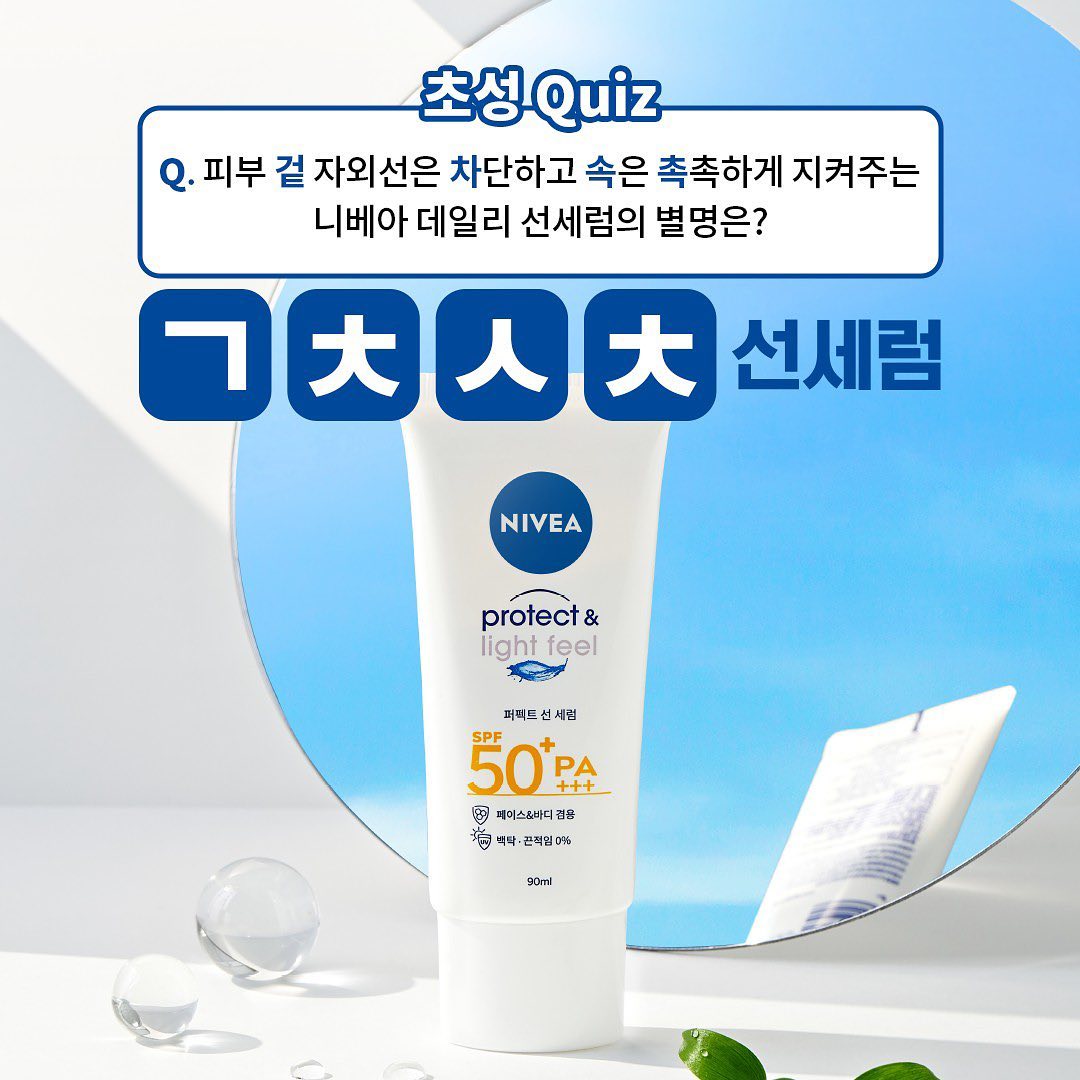 초성 Quiz
Q. 피부 겉 자외선은 차단하고 속은 촉촉하게 지켜주는
니베아 데일리 선세럼의 별명은?
ㄱ ㅊ ㅅ ㅊ 선세럼
NIVEA
protect &
light feel
퍼펙트 선 세럼
SPF
50+ PA
+++
페이스&바디 겸용
UV
백탁 · 끈적임 0%
90ml